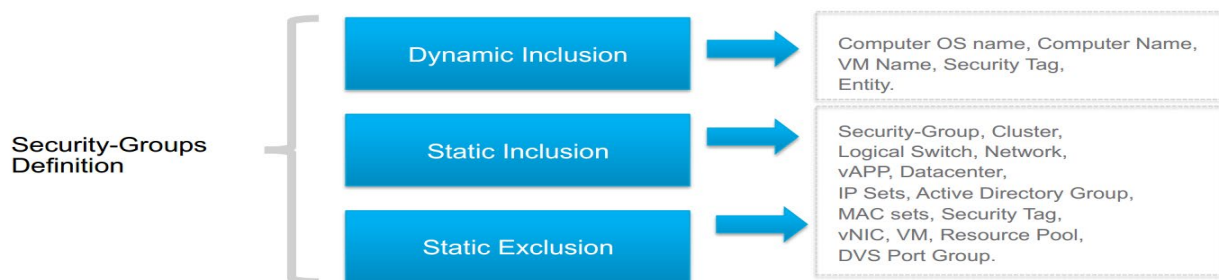 Security-Groups
Definition
Dynamic Inclusion
Computer OS name, Computer Name,
VM Name, Security Tag,
Entity.
Static Inclusion
Static Exclusion
Security-Group, Cluster,
Logical Switch, Network,
vAPP, Datacenter,
IP Sets, Active Directory Group,
MAC sets, Security Tag,
vNIC, VM, Resource Pool,
DVS Port Group.